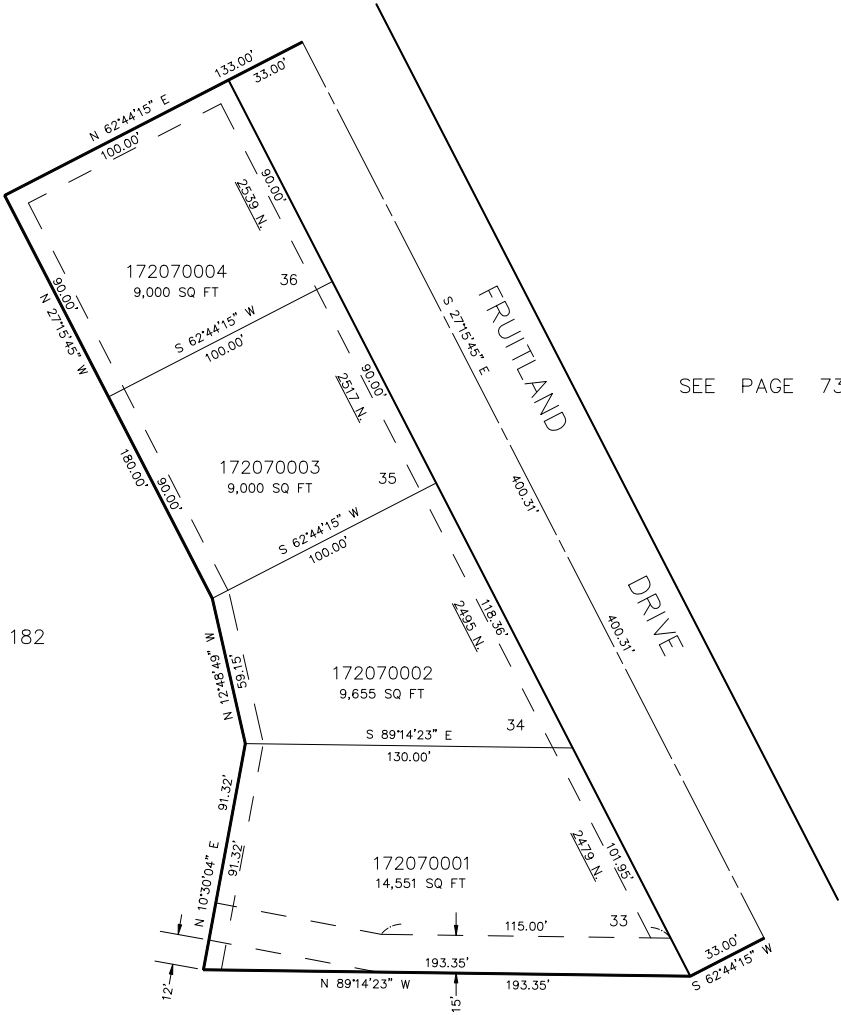 133.00'
33.00'
N 62°44'15" E
100.00'
90.00'
2539 N.
172070004
9,000 SQ FT
36
90.00'
N 27°15'45" W
S 62°44'15" W
100.00'
S 27°15'45" E
FRUITLAND
SEE PAGE 73
90.00'
2517 N.
180.00'
90.00'
172070003
9,000 SQ FT
35
400.31'
S 62°44'15" W
100.00'
DRIVE
400.31'
182
118.36'
2495 N.
N 12°48'49" W
59.15'
172070002
9,655 SQ FT
34
S 89°14'23" E
130.00'
91.32'
91.32'
N 10°30'04" E
172070001
14,551 SQ FT
101.95'
2479 N.
33
115.00'
33.00'
S 62°44'15" W
193.35'
N 89°14'23" W
193.35'
12'
15'